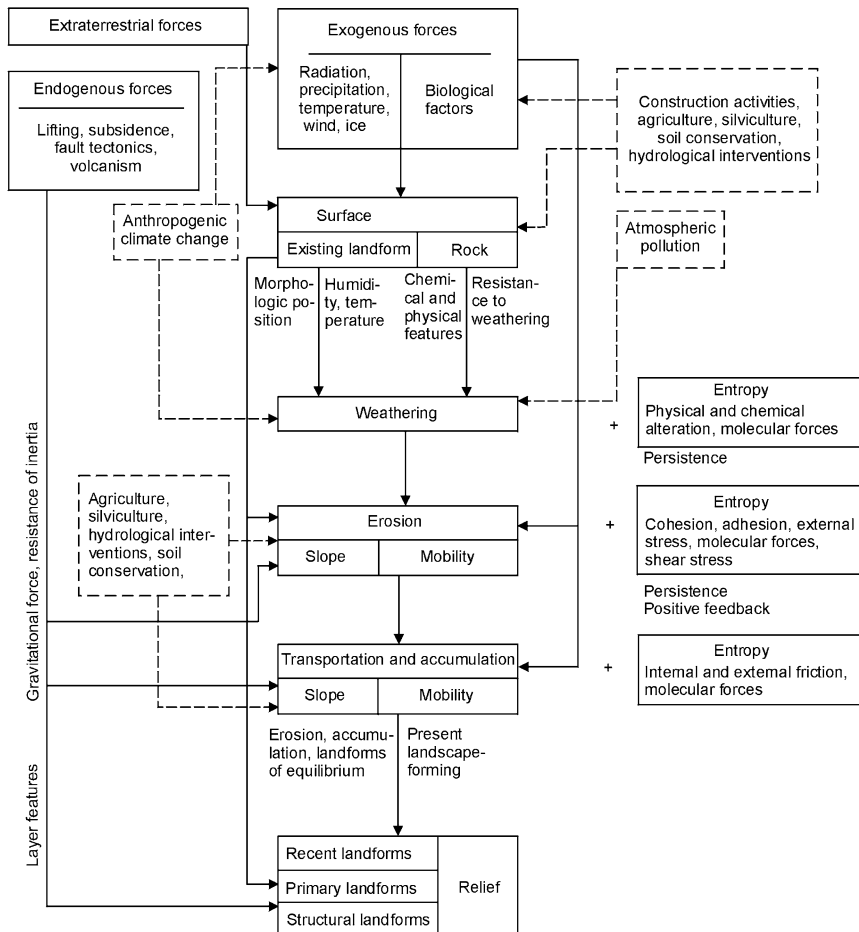 Extraterrestrial forces
Exogenous forces
Radiation,
precipitation,
temperature,
wind, ice
Biological
factors
Endogenous forces
Lifting, subsidence,
fault tectonics,
volcanism
Construction activities,
agriculture, silviculture,
soil conservation,
hydrological interventions
Anthropogenic
climate change
Surface
Existing landform
Rock
Atmospheric
pollution
Morpho-
logic po-
sition
Humidi-
ty, tem-
perature
Chemi-
cal and
physical
features
Resist-
ance to
weathering
Weathering
+
Entropy
Physical and chemical
alteration, molecular forces
Persistence
Agriculture,
silviculture,
hydrological inter-
ventions, soil
conservation,
Erosion
Slope
Mobility
+
Entropy
Cohesion, adhesion, external
stress, molecular forces,
shear stress
Persistence
Positive feedback
Gravitational force, resistance of inertia
Transportation and accumulation
Slope
Mobility
+
Entropy
Internal and external friction,
molecular forces
Erosion, accumu-
lation, landforms
of equilibrium
Present
landscape-
forming
Layer features
Recent landforms
Primary landforms
Structural landforms
Relief